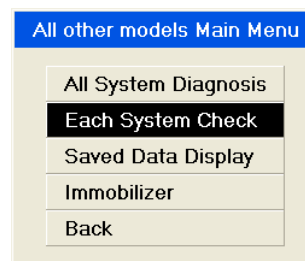 All other models Main Menu
All System Diagnosis
Each System Check
Saved Data Display
Immobilizer
Back